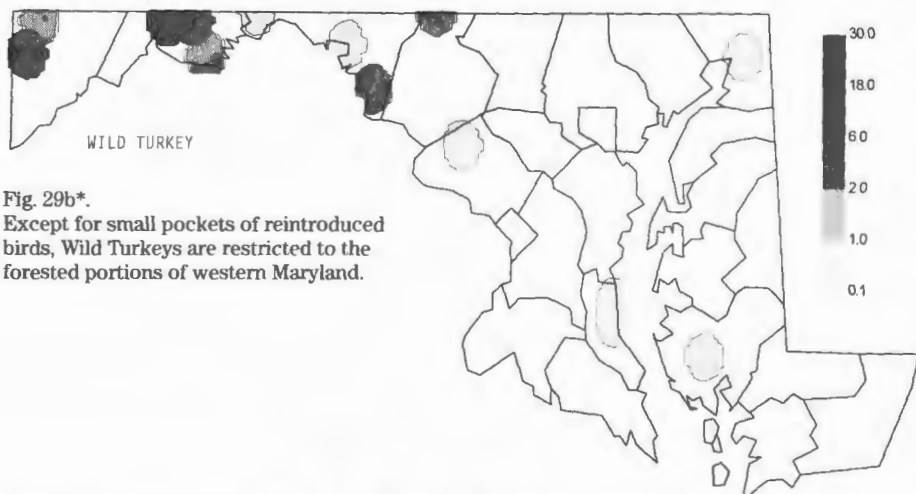 WILD TURKEY
Fig. 29b*.
Except for small pockets of reintroduced
birds, Wild Turkeys are restricted to the
forested portions of western Maryland.
30.0
18.0
6.0
2.0
1.0
0.1